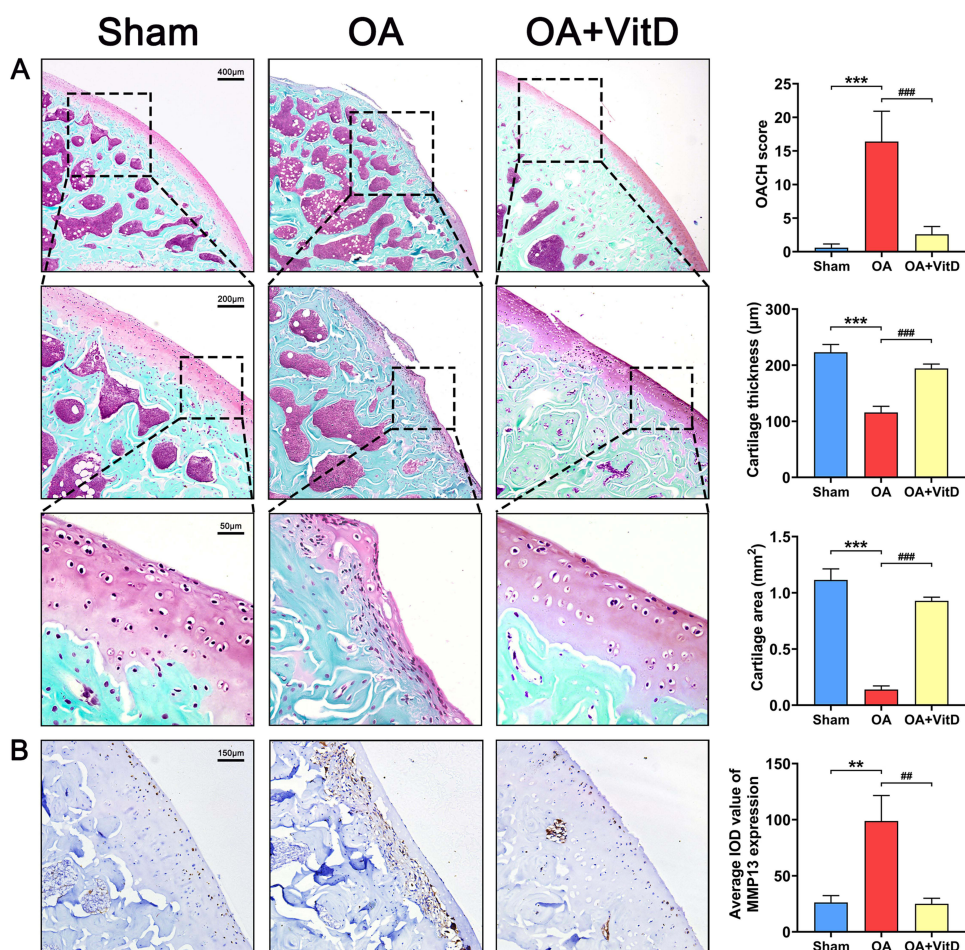 Sham OA OA+VitD
A
400µm
200µm
50µm
B
150µm
***
###
25
20
15
10
5
0
OACH score
Sham OA OA+VitD
***
###
300
200
100
0
Cartilage thickness (µm)
Sham OA OA+VitD
***
###
1.5
1.0
0.5
0.0
Cartilage area (mm²)
Sham OA OA+VitD
**
##
150
100
50
0
Average IOD value of
MMP13 expression
Sham OA OA+VitD